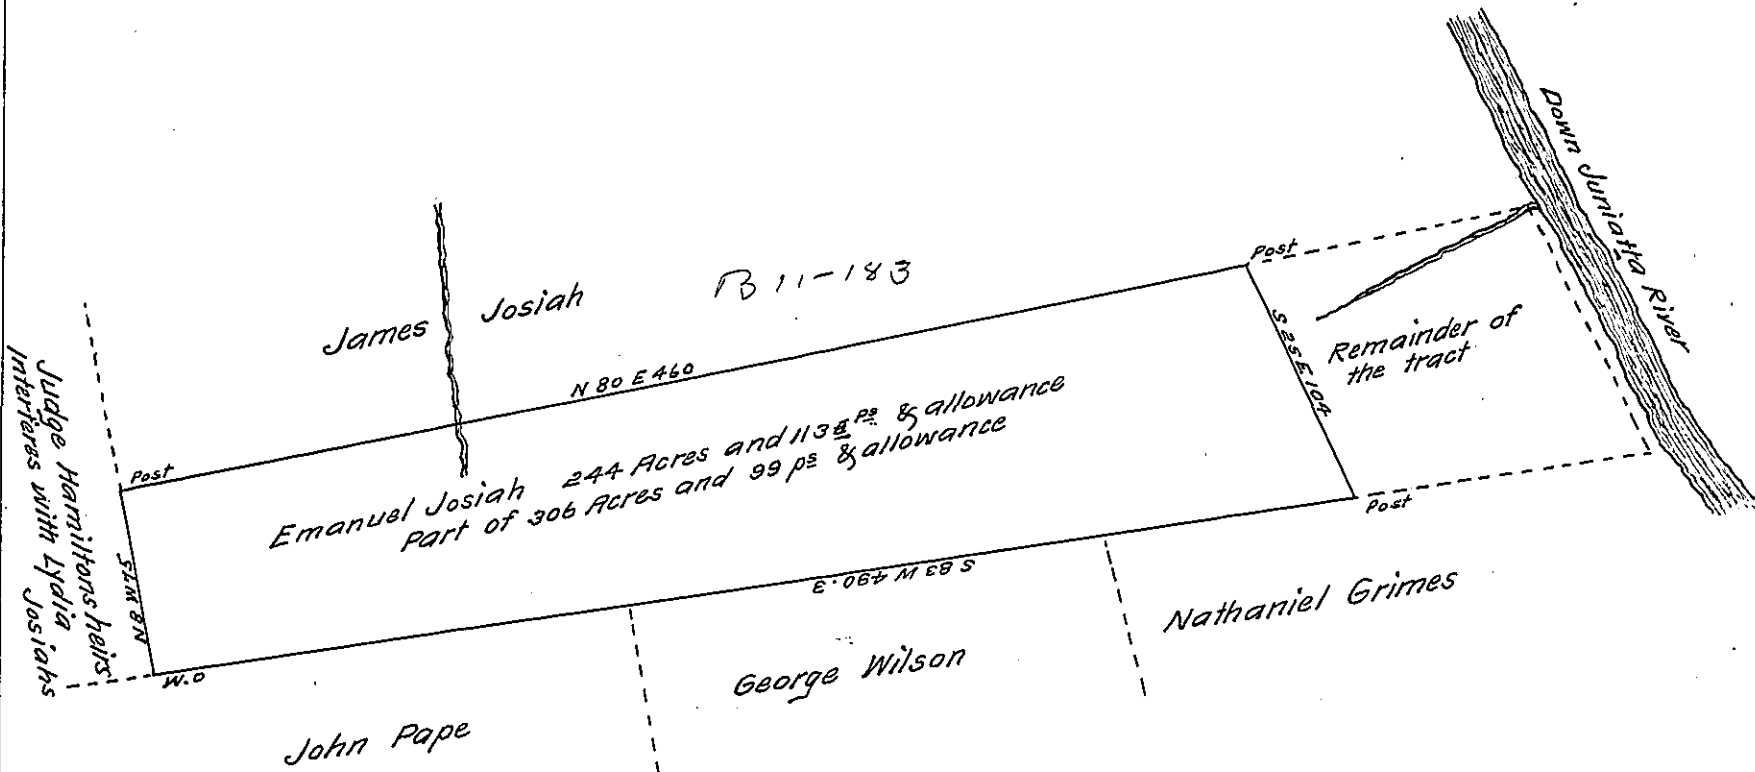 Down Juniatta River
James Josiah
B 11-183
Post
N 80 E 460
S 25 E 104
Remainder of
the tract
Post
Emanuel Josiah 244 Acres and 113 ps & allowance
Part of 306 Acres and 99 ps & allowance
Judge Hamiltons heirs
Interferes with Lydia
Josiahs
N 8 W 75
S 83 W 490.3
Post
W.O
John Pape
George Wilson
Nathaniel Grimes